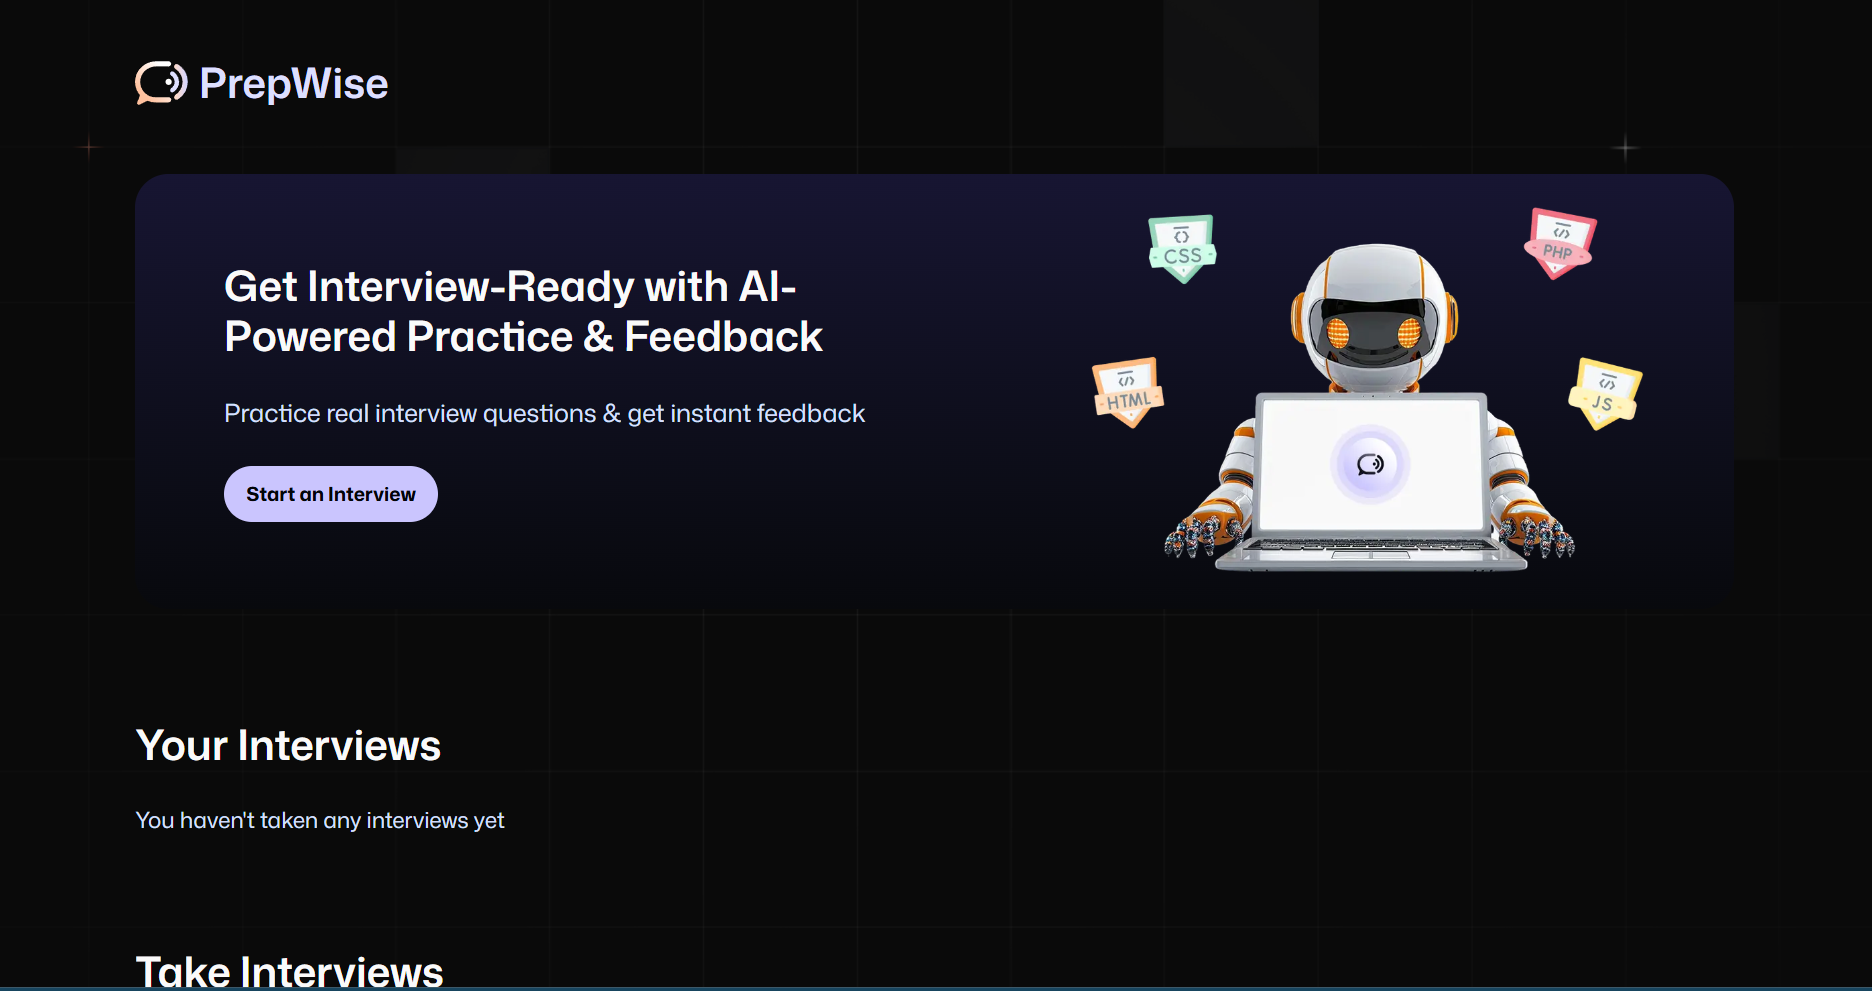 PrepWise
Get Interview-Ready with AI-
Powered Practice & Feedback
Practice real interview questions & get instant feedback
Start an Interview
CSS
PHP
HTML
JS
Your Interviews
You haven't taken any interviews yet
Take Interviews